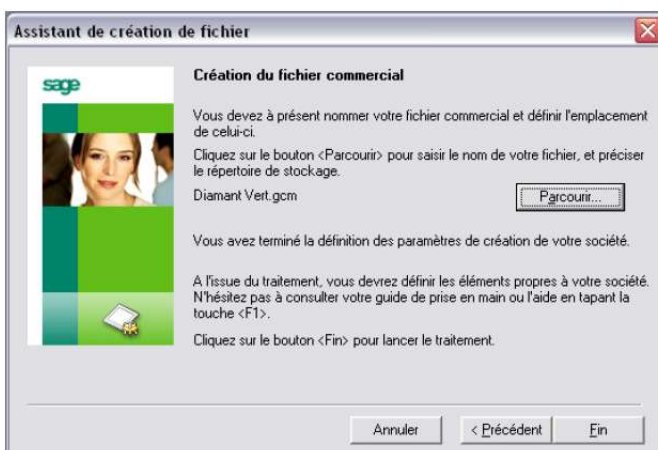 Assistant de création de fichier
sage
Création du fichier commercial
Vous devez à présent nommer votre fichier commercial et définir l'emplacement
de celui-ci.
Cliquez sur le bouton <Parcourir> pour saisir le nom de votre fichier, et préciser
le répertoire de stockage.
Diamant Vert.gcm
Parcourir...
Vous avez terminé la définition des paramètres de création de votre société.
A l'issue du traitement, vous devrez définir les éléments propres à votre société.
N'hésitez pas à consulter votre guide de prise en main ou l'aide en tapant la
touche <F1>.
Cliquez sur le bouton <Fin> pour lancer le traitement.
Annuler
< Précédent
Fin